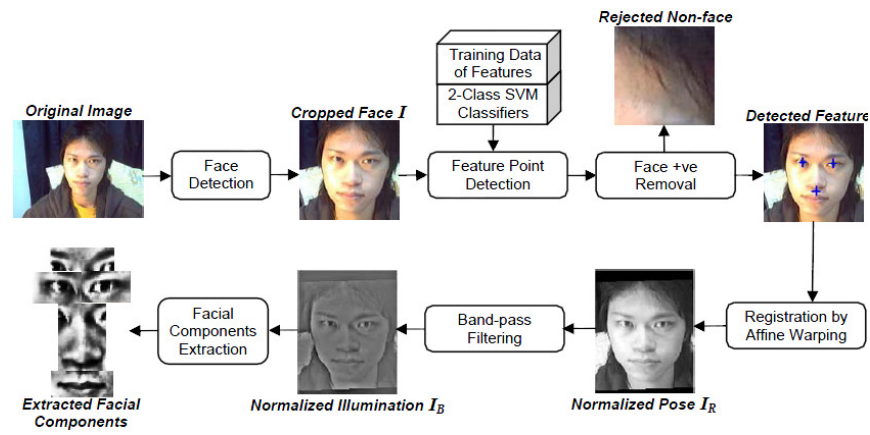 Rejected Non-face
Training Data
of Features
2-Class SVM
Classifiers
Original Image
Cropped Face I
Detected Feature
Face
Detection
Feature Point
Detection
Face +ve
Removal
Facial
Components
Extraction
Band-pass
Filtering
Registration by
Affine Warping
Extracted Facial
Components
Normalized Illumination I_B
Normalized Pose I_R